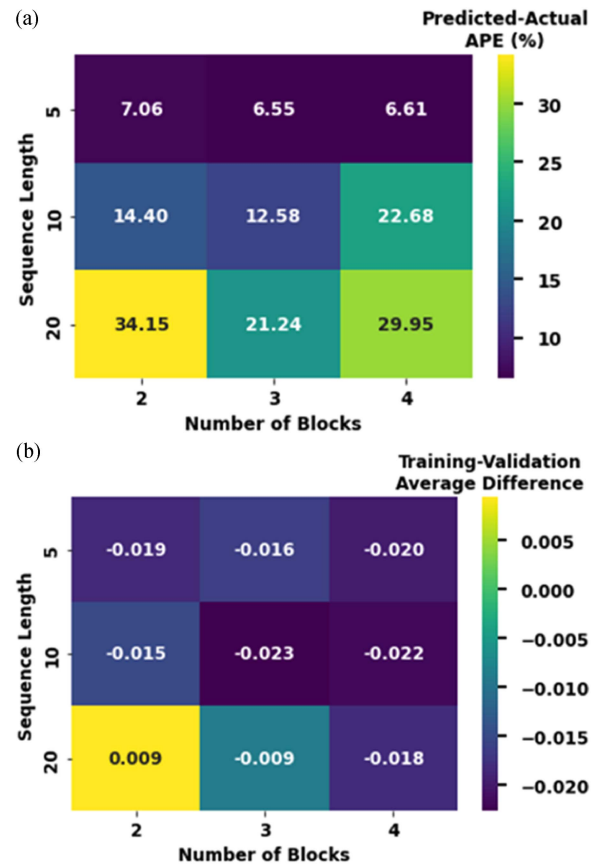 (a)
Predicted-Actual
APE (%)
Sequence Length
5
7.06 6.55 6.61
10
14.40 12.58 22.68
20
34.15 21.24 29.95
2 3 4
Number of Blocks
30
25
20
15
10
(b)
Training-Validation
Average Difference
Sequence Length
5
-0.019 -0.016 -0.020
10
-0.015 -0.023 -0.022
20
0.009 -0.009 -0.018
2 3 4
Number of Blocks
0.005
0.000
−0.005
−0.010
−0.015
−0.020